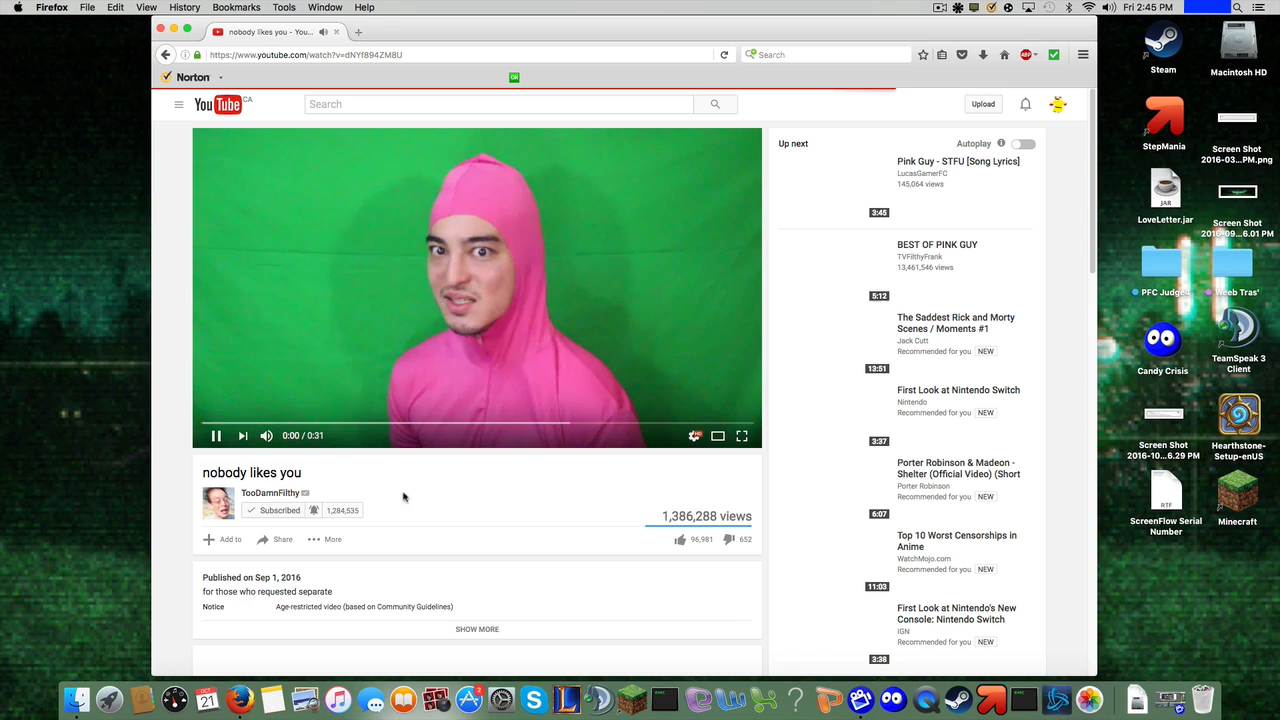 Firefox File Edit View History Bookmarks Tools Window Help
Fri 2:45 PM
nobody likes you - You...
https://www.youtube.com/watch?v=dNYf894ZM8U
Search
Norton
OK
YouTube CA
Search
Upload
0:00 / 0:31
nobody likes you
TooDamnFilthy
Subscribed 1,284,535
1,386,288 views
Add to Share More
96,981 652
Published on Sep 1, 2016
for those who requested separate
Notice Age-restricted video (based on Community Guidelines)
SHOW MORE
Up next Autoplay
Pink Guy - STFU [Song Lyrics]
LucasGamerFC
145,064 views
3:45
BEST OF PINK GUY
TVFilthyFrank
13,461,546 views
5:12
The Saddest Rick and Morty
Scenes / Moments #1
Jack Cutt
Recommended for you NEW
13:51
First Look at Nintendo Switch
Nintendo
Recommended for you NEW
3:37
Porter Robinson & Madeon -
Shelter (Official Video) (Short
Porter Robinson
Recommended for you NEW
6:07
Top 10 Worst Censorships in
Anime
WatchMojo.com
Recommended for you NEW
11:03
First Look at Nintendo's New
Console: Nintendo Switch
IGN
Recommended for you NEW
3:38
Steam
Macintosh HD
StepMania
Screen Shot
2016-03...PM.png
JAR
LoveLetter.jar
Screen Shot
2016-09...6.01 PM
PFC Judge4
Weeb Tras'
Candy Crisis
TeamSpeak 3
Client
Screen Shot
2016-10...6.29 PM
Hearthstone-
Setup-enUS
RTF
ScreenFlow Serial
Number
Minecraft
OCT
21
2